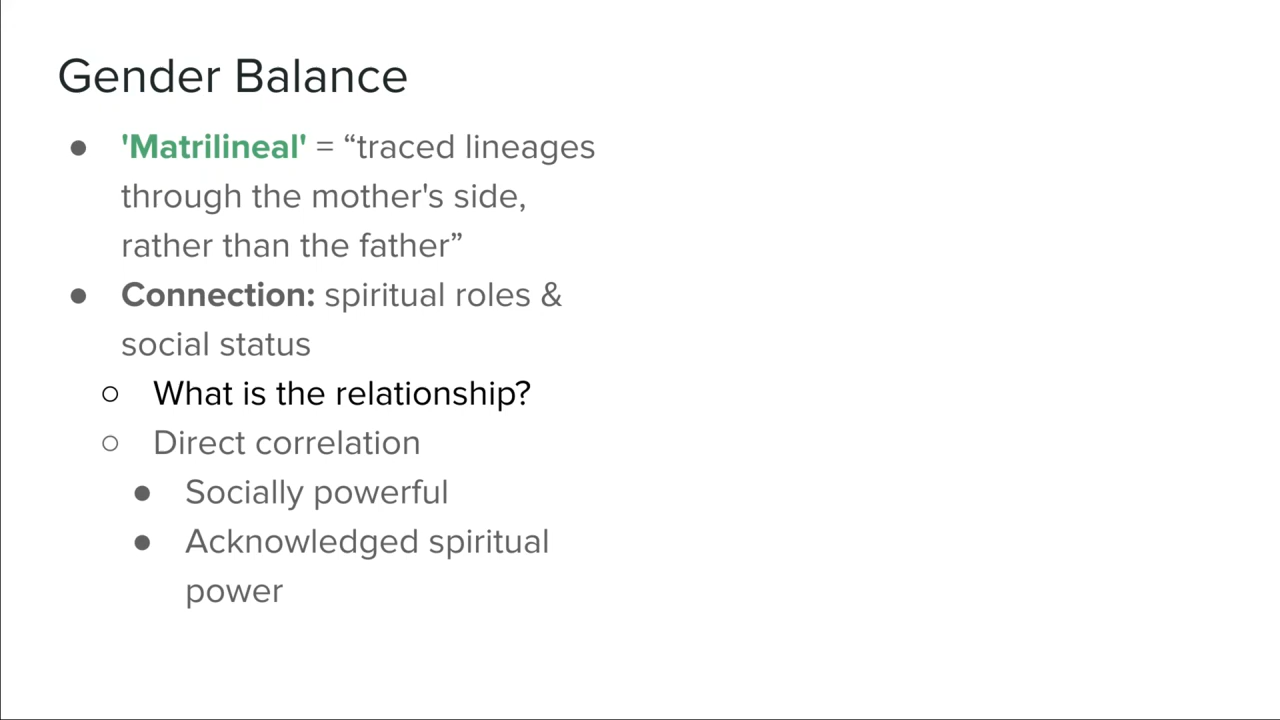 Gender Balance
● 'Matrilineal' = “traced lineages
through the mother's side,
rather than the father”
● Connection: spiritual roles &
social status
○ What is the relationship?
○ Direct correlation
● Socially powerful
● Acknowledged spiritual
power